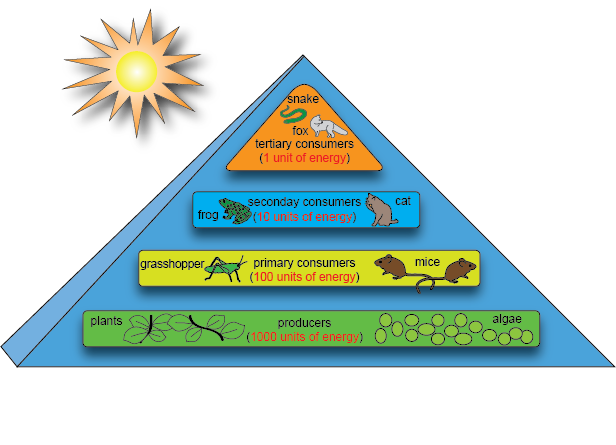 snake
fox
tertiary consumers
(1 unit of energy)
seconday consumers
cat
frog
(10 units of energy)
grasshopper
primary consumers
mice
(100 units of energy)
plants
producers
algae
(1000 units of energy)